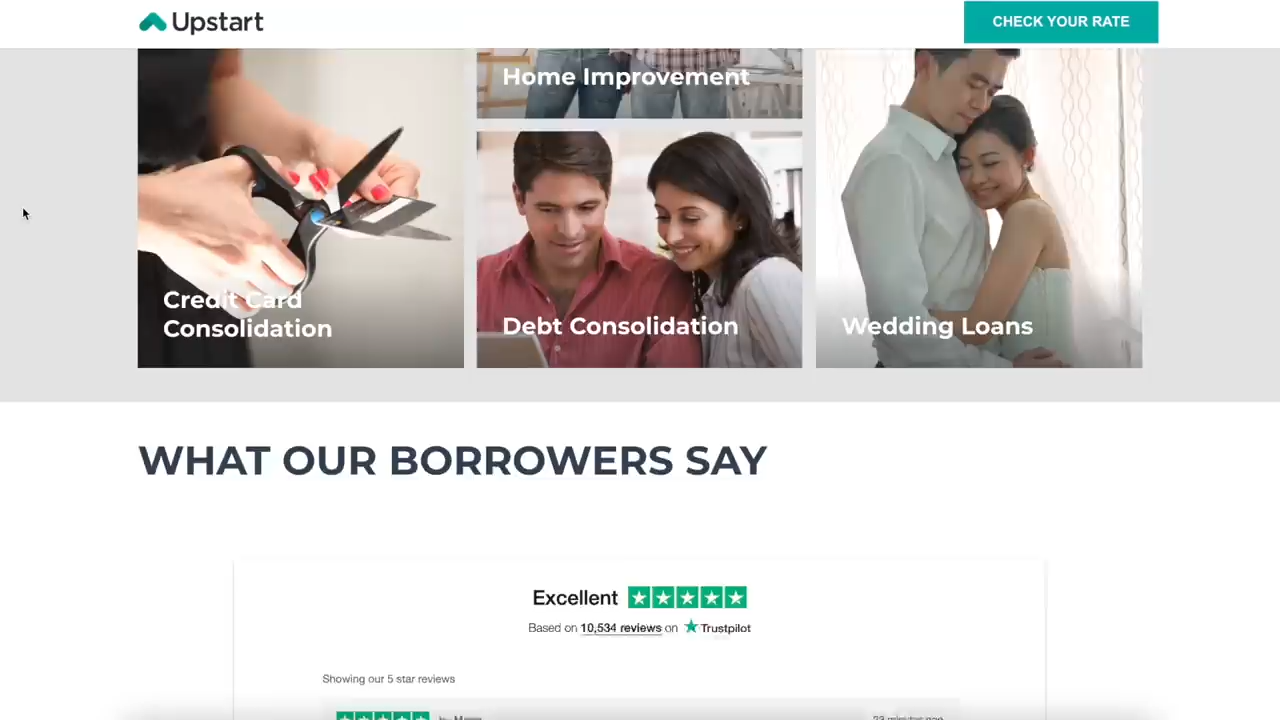 Upstart
CHECK YOUR RATE
Home Improvement
Credit Card
Consolidation
Debt Consolidation
Wedding Loans
WHAT OUR BORROWERS SAY
Excellent
Based on 10,534 reviews on Trustpilot
Showing our 5 star reviews